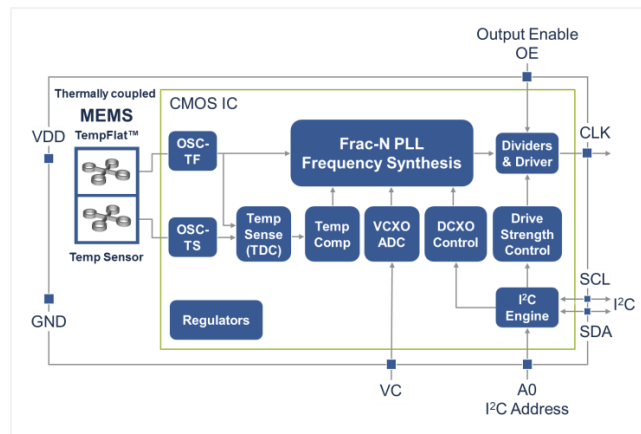 Output Enable
OE
Thermally coupled
MEMS
TempFlat™
CMOS IC
VDD
OSC-
TF
Frac-N PLL
Frequency Synthesis
Dividers
& Driver
CLK
OSC-
TS
Temp
Sense
(TDC)
Temp
Comp
VCXO
ADC
DCXO
Control
Drive
Strength
Control
Temp Sensor
SCL
I²C
SDA
I²C
Engine
Regulators
GND
VC
A0
I²C Address